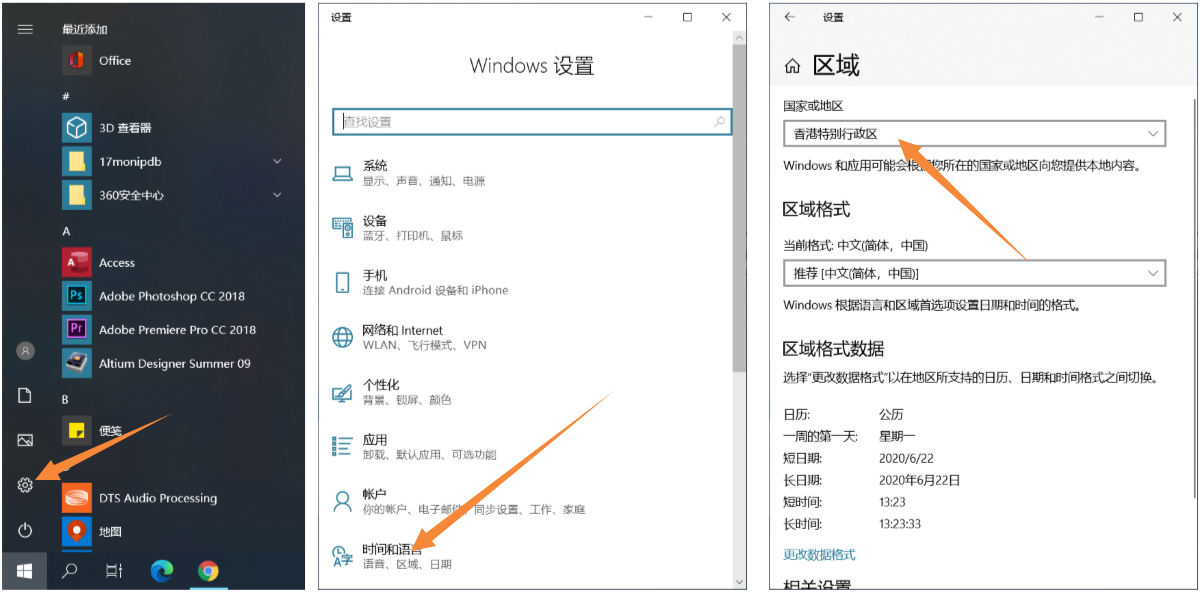 最近添加
Office
#
3D 查看器
17monipdb
360安全中心
A
Access
Adobe Photoshop CC 2018
Adobe Premiere Pro CC 2018
Altium Designer Summer 09
B
便笺
DTS Audio Processing
地图
设置
Windows 设置
查找设置
系统
显示、声音、通知、电源
设备
蓝牙、打印机、鼠标
手机
连接 Android 设备和 iPhone
网络和 Internet
WLAN、飞行模式、VPN
个性化
背景、锁屏、颜色
应用
卸载、默认应用、可选功能
帐户
你的帐户、电子邮件、同步设置、工作、家庭
时间和语言
语音、区域、日期
设置
区域
国家或地区
香港特别行政区
Windows 和应用可能会根据您所在的国家或地区向您提供本地内容。
区域格式
当前格式: 中文(简体，中国)
推荐 [中文(简体，中国)]
Windows 根据语言和区域首选项设置日期和时间的格式。
区域格式数据
选择“更改数据格式”以在地区所支持的日历、日期和时间格式之间切换。
日历: 公历
一周的第一天: 星期一
短日期: 2020/6/22
长日期: 2020年6月22日
短时间: 13:23
长时间: 13:23:33
更改数据格式
相关设置